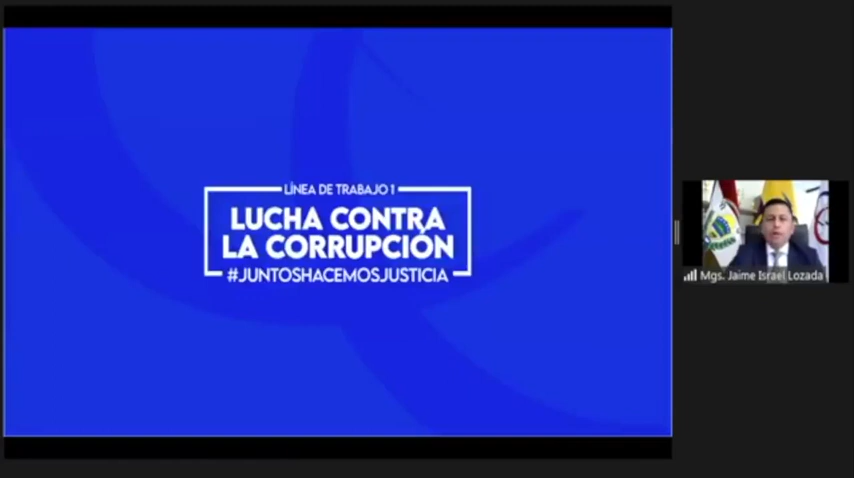 LÍNEA DE TRABAJO 1
LUCHA CONTRA
LA CORRUPCIÓN
#JUNTOSHACEMOSJUSTICIA
Mgs. Jaime Israel Lozada